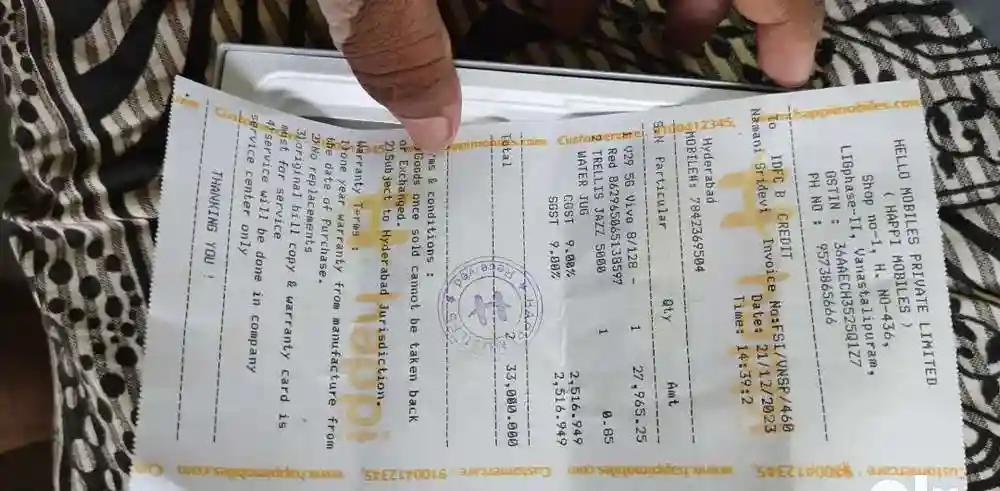 HELLO MOBILES PRIVATE LIMITED
( HAPPI MOBILES )
Shop no-1, H. NO-436,
LIGphase-II, Vanastalipuram,
GSTIN : 36AAECH3575Q1Z7
PH NO : 9573865666
To IDFC B CREDIT Invoice No:FSI/VNSP/460
Namani Sridevi Date: 21/12/2023
Time: 14:39:2
Hyderabad
MOBILEN: 7842369504
S.N Particular Qty Amt
V29 5G Vivo 8/128 - 1 27,965.25
Red 862965065138597
2 TRELLIS JAZZ 5000 1 0.85
WATER JUG
CGST 9.00% 2,516.949
SGST 9.00% 2,516.949
Total 2 33,000.000
& conditions :
Goods once sold cannot be taken back
or Exchanged.
2)Subject to Hyderabad Jurisdiction.
Warranty Terms :
1)one year warranty from manufacture from
the date of Purchase.
2)No replacements
3)original bill copy & warranty card is
must for service
4)service will be done in company
service center only
THANKING YOU !
happi
Customercare 9100412345,
www.happimobiles.com
Received